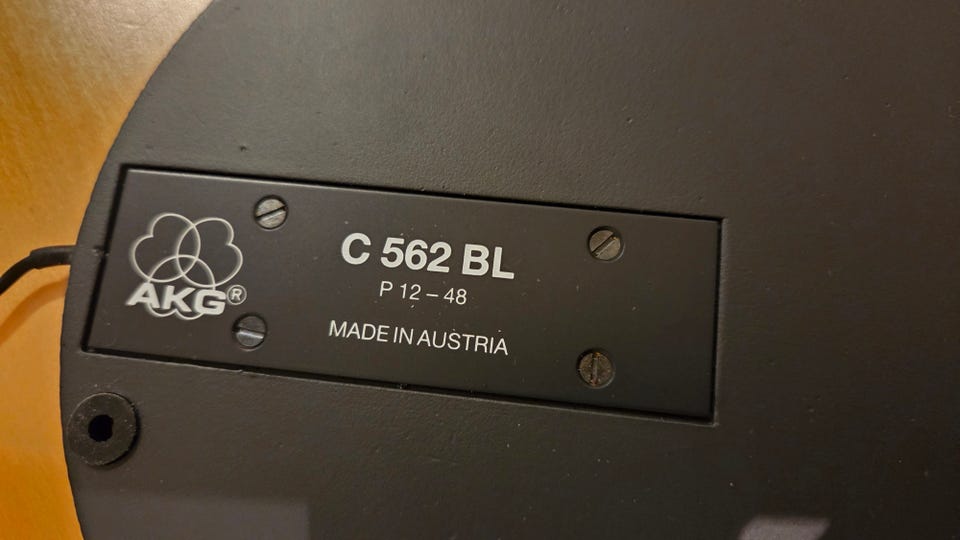 C 562 BL
P 12 – 48
AKG®
MADE IN AUSTRIA